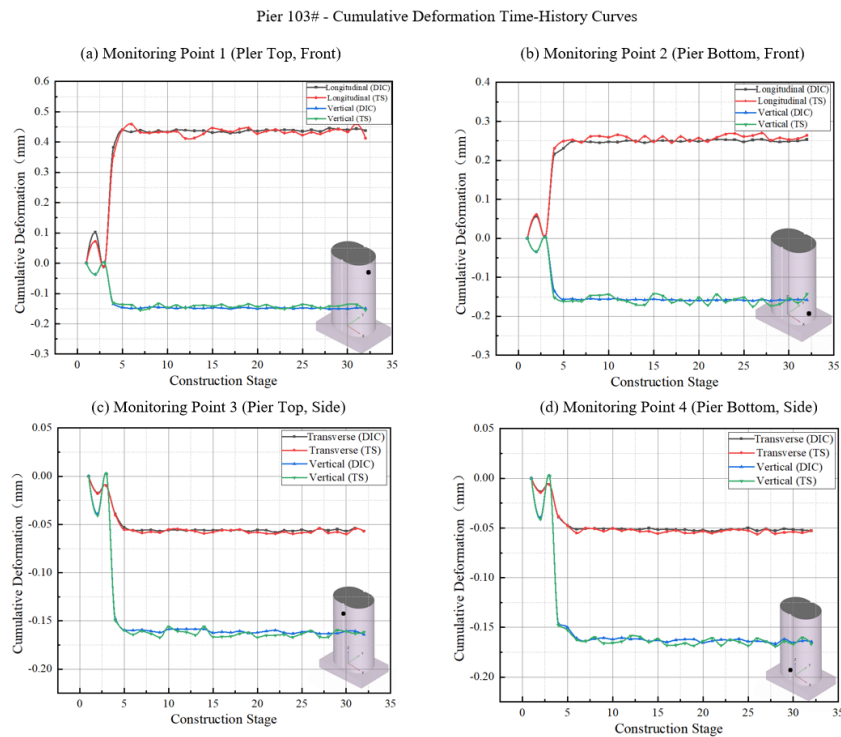 Pier 103# - Cumulative Deformation Time-History Curves
(a) Monitoring Point 1 (Pler Top, Front)
Cumulative Deformation（mm）
0.6
0.5
0.4
0.3
0.2
0.1
0.0
-0.1
-0.2
-0.3
Longitudinal (DIC)
Longitudinal (TS)
Vertical (DIC)
Vertical (TS)
0 5 10 15 20 25 30 35
Construction Stage
(b) Monitoring Point 2 (Pier Bottom, Front)
Cumulative Deformation（mm）
0.4
0.3
0.2
0.1
0.0
-0.1
-0.2
-0.3
Longitudinal (DIC)
Longitudinal (TS)
Vertical (DIC)
Vertical (TS)
0 5 10 15 20 25 30 35
Construction Stage
(c) Monitoring Point 3 (Pier Top, Side)
Cumulative Deformation（mm）
0.00
-0.05
-0.10
-0.15
-0.20
Transverse (DIC)
Transverse (TS)
Vertical (DIC)
Vertical (TS)
0 5 10 15 20 25 30 35
Construction Stage
(d) Monitoring Point 4 (Pier Bottom, Side)
Cumulative Deformation（mm）
0.00
-0.05
-0.10
-0.15
-0.20
Transverse (DIC)
Transverse (TS)
Vertical (DIC)
Vertical (TS)
0 5 10 15 20 25 30 35
Construction Stage